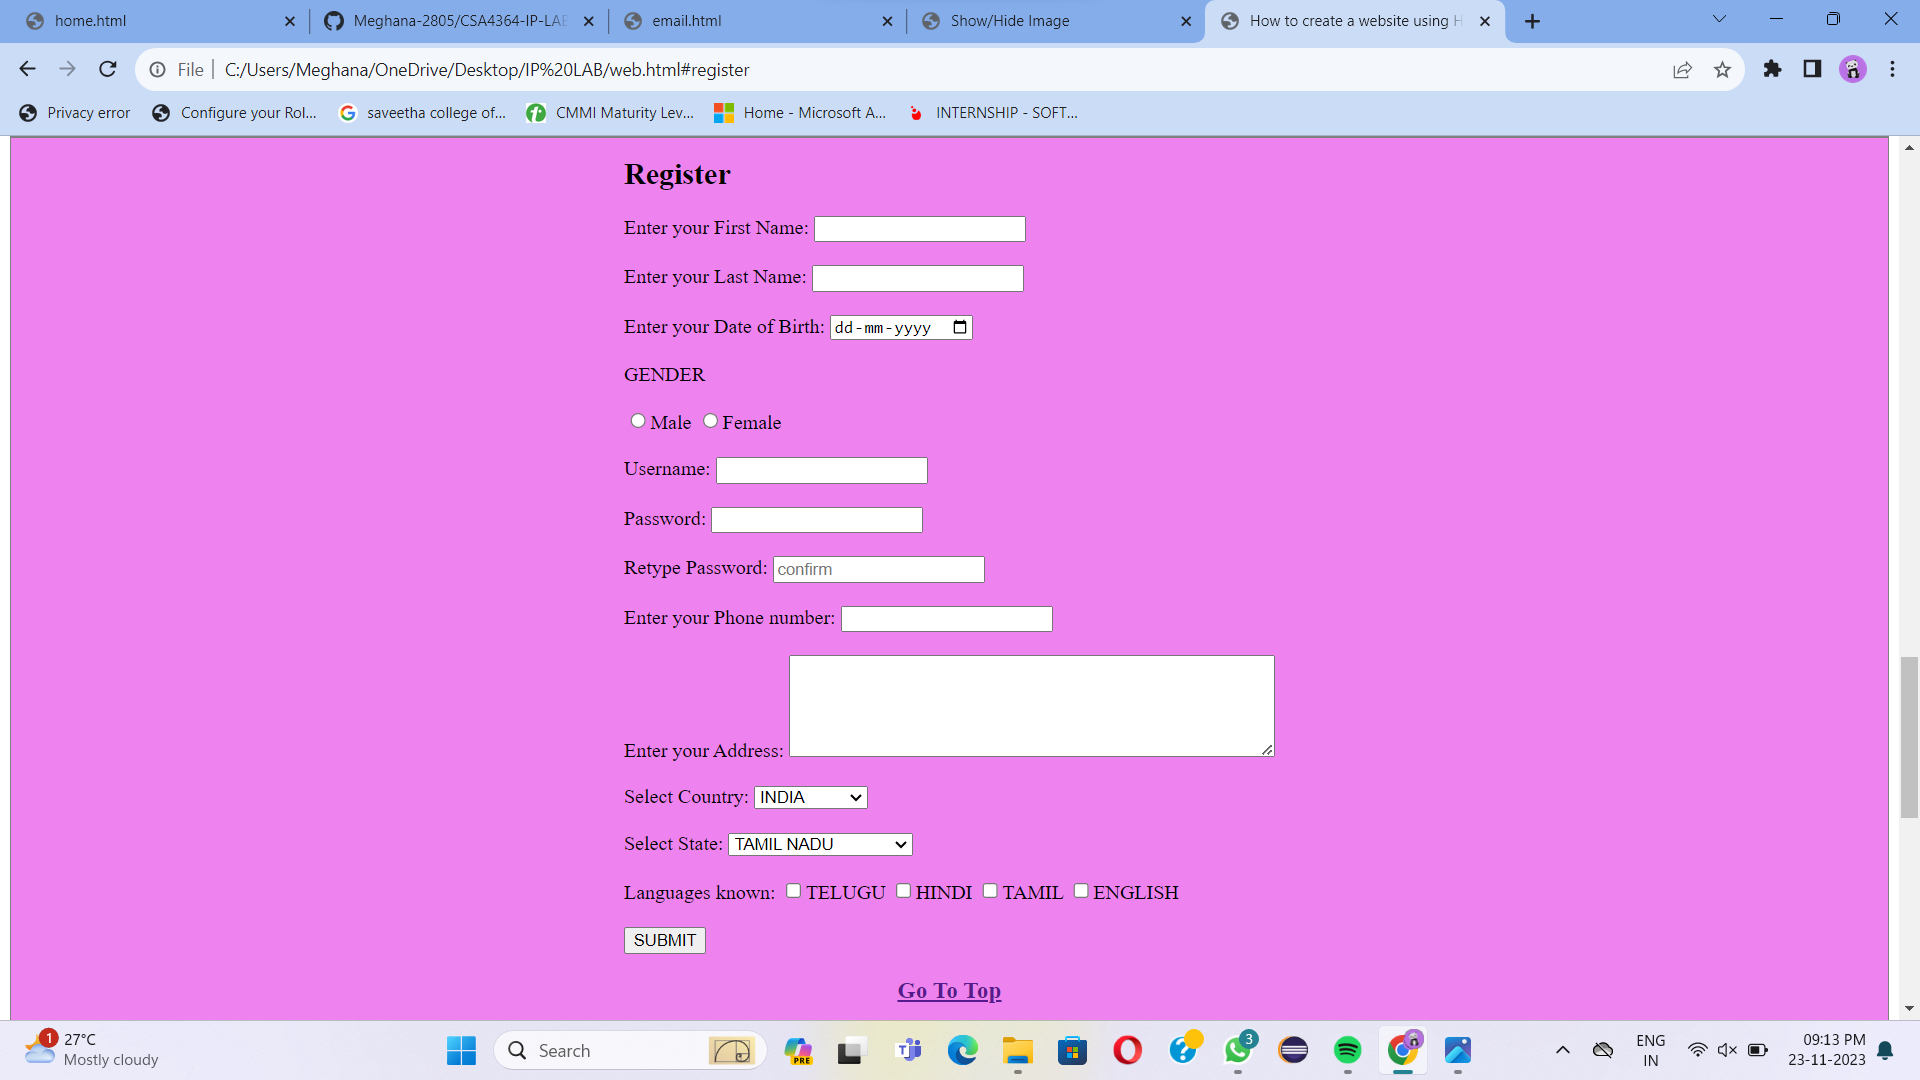 home.html
Meghana-2805/CSA4364-IP-LAB
email.html
Show/Hide Image
How to create a website using H
File
C:/Users/Meghana/OneDrive/Desktop/IP%20LAB/web.html#register
Privacy error
Configure your Rol...
saveetha college of...
CMMI Maturity Lev...
Home - Microsoft A...
INTERNSHIP - SOFT...
Register
Enter your First Name:
Enter your Last Name:
Enter your Date of Birth: dd-mm-yyyy
GENDER
Male Female
Username:
Password:
Retype Password: confirm
Enter your Phone number:
Enter your Address:
Select Country: INDIA
Select State: TAMIL NADU
Languages known: TELUGU HINDI TAMIL ENGLISH
SUBMIT
Go To Top
1
27°C
Mostly cloudy
Search
PRE
3
ENG
IN
09:13 PM
23-11-2023